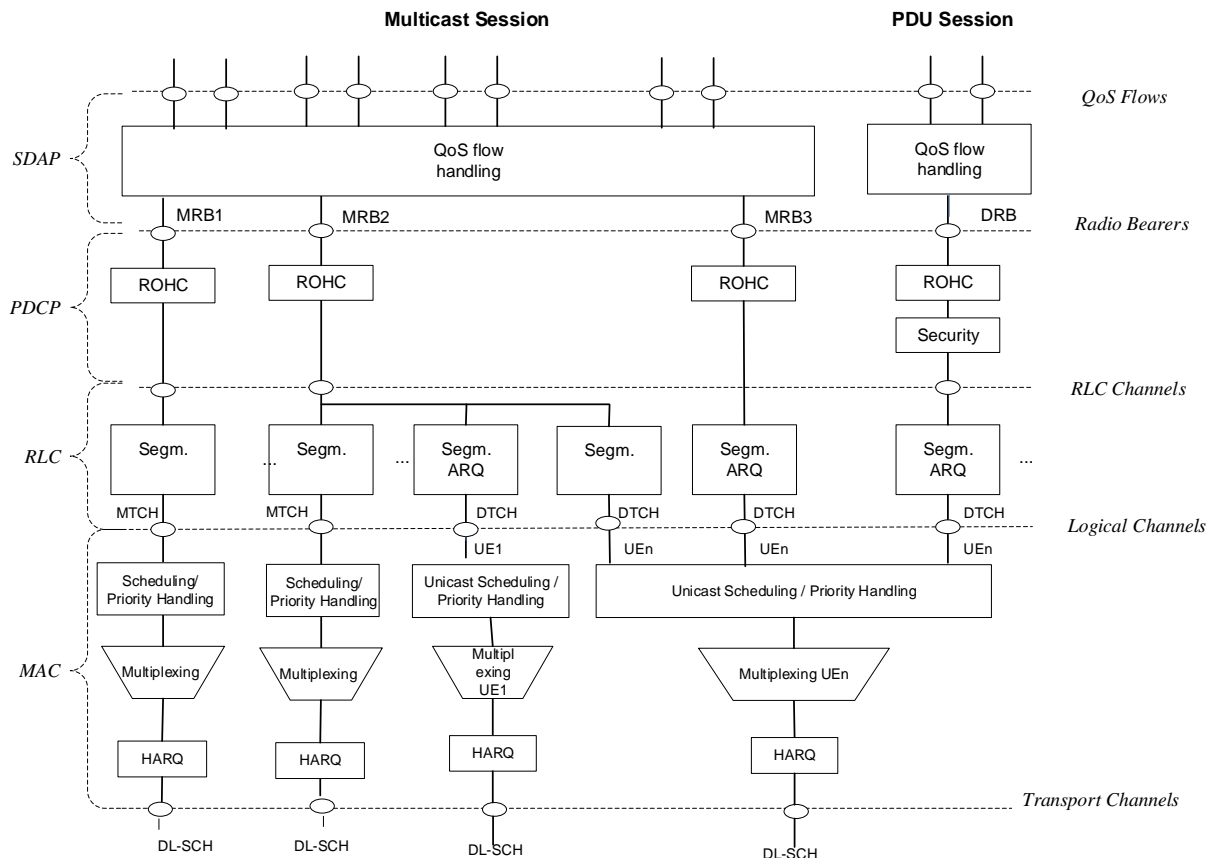 Multicast Session
PDU Session
QoS Flows
SDAP
QoS flow
handling
QoS flow
handling
MRB1
MRB2
MRB3
DRB
Radio Bearers
ROHC
ROHC
ROHC
ROHC
PDCP
Security
RLC Channels
RLC
Segm.
...
Segm.
...
Segm.
ARQ
Segm.
Segm.
ARQ
Segm.
ARQ
...
MTCH
MTCH
DTCH
DTCH
DTCH
DTCH
Logical Channels
UE1
UEn
UEn
UEn
Scheduling/
Priority Handling
Scheduling/
Priority Handling
Unicast Scheduling /
Priority Handling
Unicast Scheduling / Priority Handling
MAC
Multiplexing
Multiplexing
Multipl
exing
UE1
Multiplexing UEn
HARQ
HARQ
HARQ
HARQ
Transport Channels
DL-SCH
DL-SCH
DL-SCH
DL-SCH